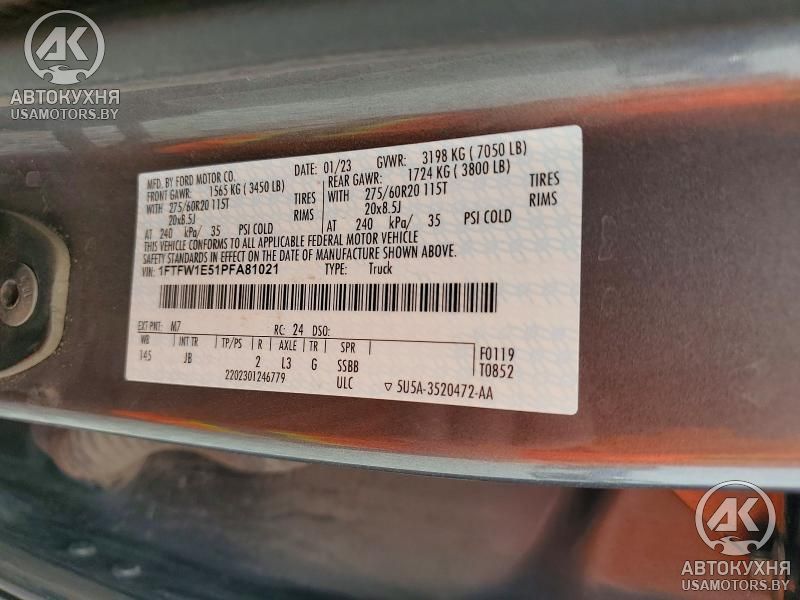 AK
АВТОКУХНЯ
USAMOTORS.BY
MFD. BY FORD MOTOR CO.
DATE: 01/23 GVWR: 3198 KG ( 7050 LB)
FRONT GAWR: 1565 KG ( 3450 LB)
REAR GAWR: 1724 KG ( 3800 LB)
WITH 275/60R20 115T TIRES
WITH 275/60R20 115T TIRES
20x8.5J RIMS
20x8.5J RIMS
AT 240 kPa/ 35 PSI COLD
AT 240 kPa/ 35 PSI COLD
THIS VEHICLE CONFORMS TO ALL APPLICABLE FEDERAL MOTOR VEHICLE
SAFETY STANDARDS IN EFFECT ON THE DATE OF MANUFACTURE SHOWN ABOVE.
VIN: 1FTFW1E51PFA81021 TYPE: Truck
EXT PNT: M7 RC: 24 DSO:
WB INT TR TP/PS R AXLE TR SPR
145 JB 2 L3 G SSBB
F0119
T0852
2202301246779 ULC ▽ 5U5A-3520472-AA
AK
АВТОКУХНЯ
USAMOTORS.BY